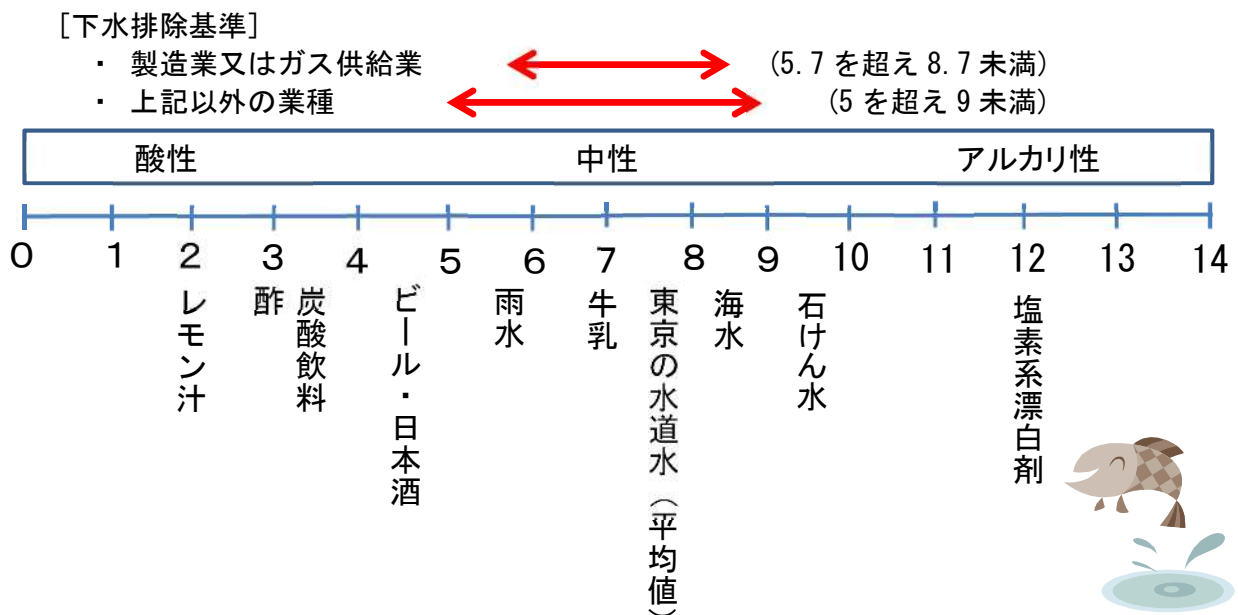 [下水排除基準]
・ 製造業又はガス供給業 (5.7 を超え 8.7 未満)
・ 上記以外の業種 (5 を超え 9 未満)
酸性 中性 アルカリ性
0 1 2 3 4 5 6 7 8 9 10 11 12 13 14
レモン汁
酢
炭酸飲料
ビール・日本酒
雨水
牛乳
東京の水道水（平均値）
海水
石けん水
塩素系漂白剤